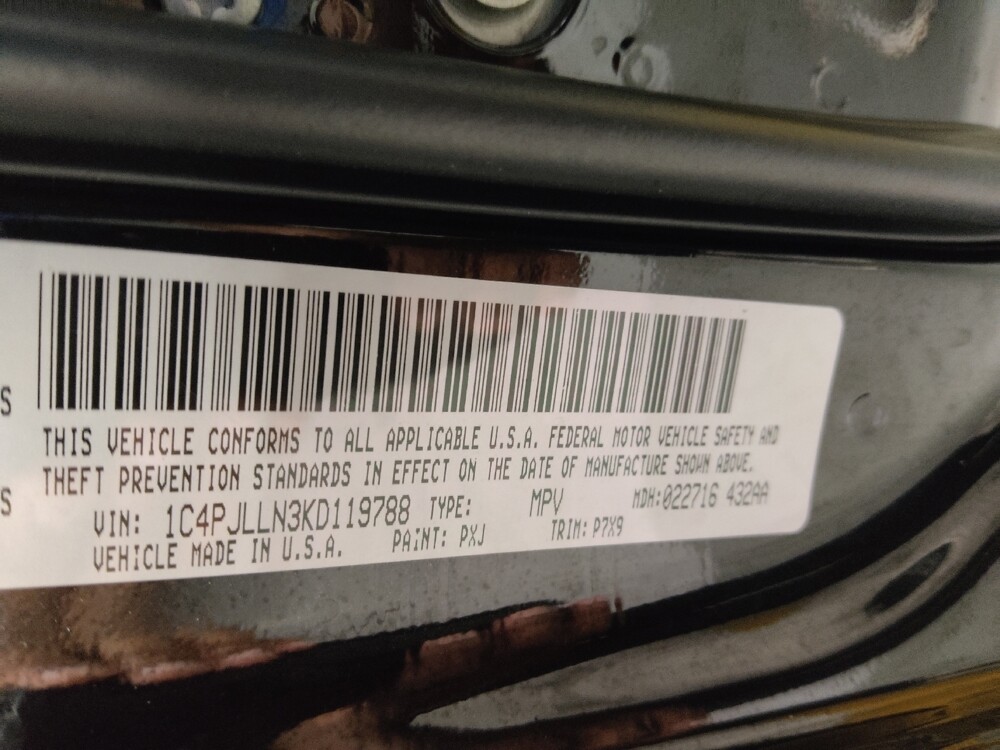 S
THIS VEHICLE CONFORMS TO ALL APPLICABLE U.S.A. FEDERAL MOTOR VEHICLE SAFETY AND
S
THEFT PREVENTION STANDARDS IN EFFECT ON THE DATE OF MANUFACTURE SHOWN ABOVE.
VIN: 1C4PJLLN3KD119788 TYPE: MPV MDH:022716 432AA
VEHICLE MADE IN U.S.A. PAINT: PXJ TRIM: P7X9